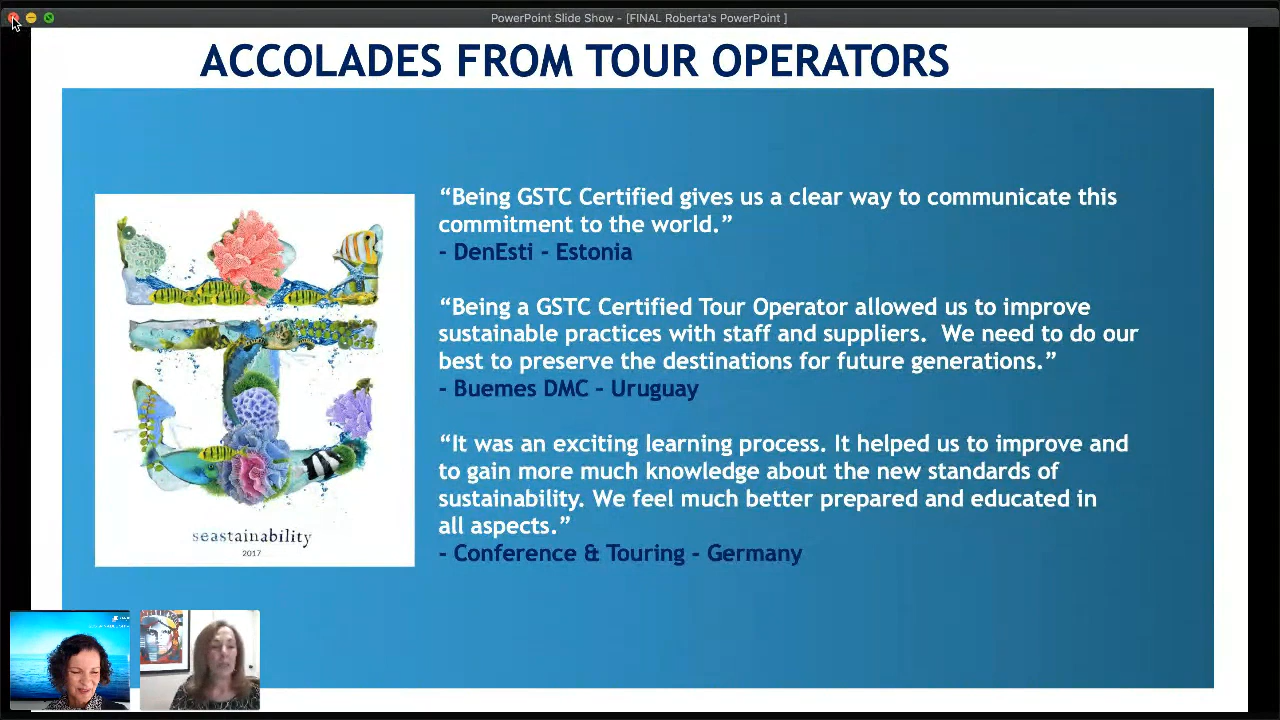 PowerPoint Slide Show - [FINAL Roberta's PowerPoint ]
ACCOLADES FROM TOUR OPERATORS
“Being GSTC Certified gives us a clear way to communicate this
commitment to the world.”
- DenEsti - Estonia
“Being a GSTC Certified Tour Operator allowed us to improve
sustainable practices with staff and suppliers.  We need to do our
best to preserve the destinations for future generations.”
- Buemes DMC – Uruguay
“It was an exciting learning process. It helped us to improve and
to gain more much knowledge about the new standards of
sustainability. We feel much better prepared and educated in
all aspects.”
- Conference & Touring - Germany
seastainability
2017